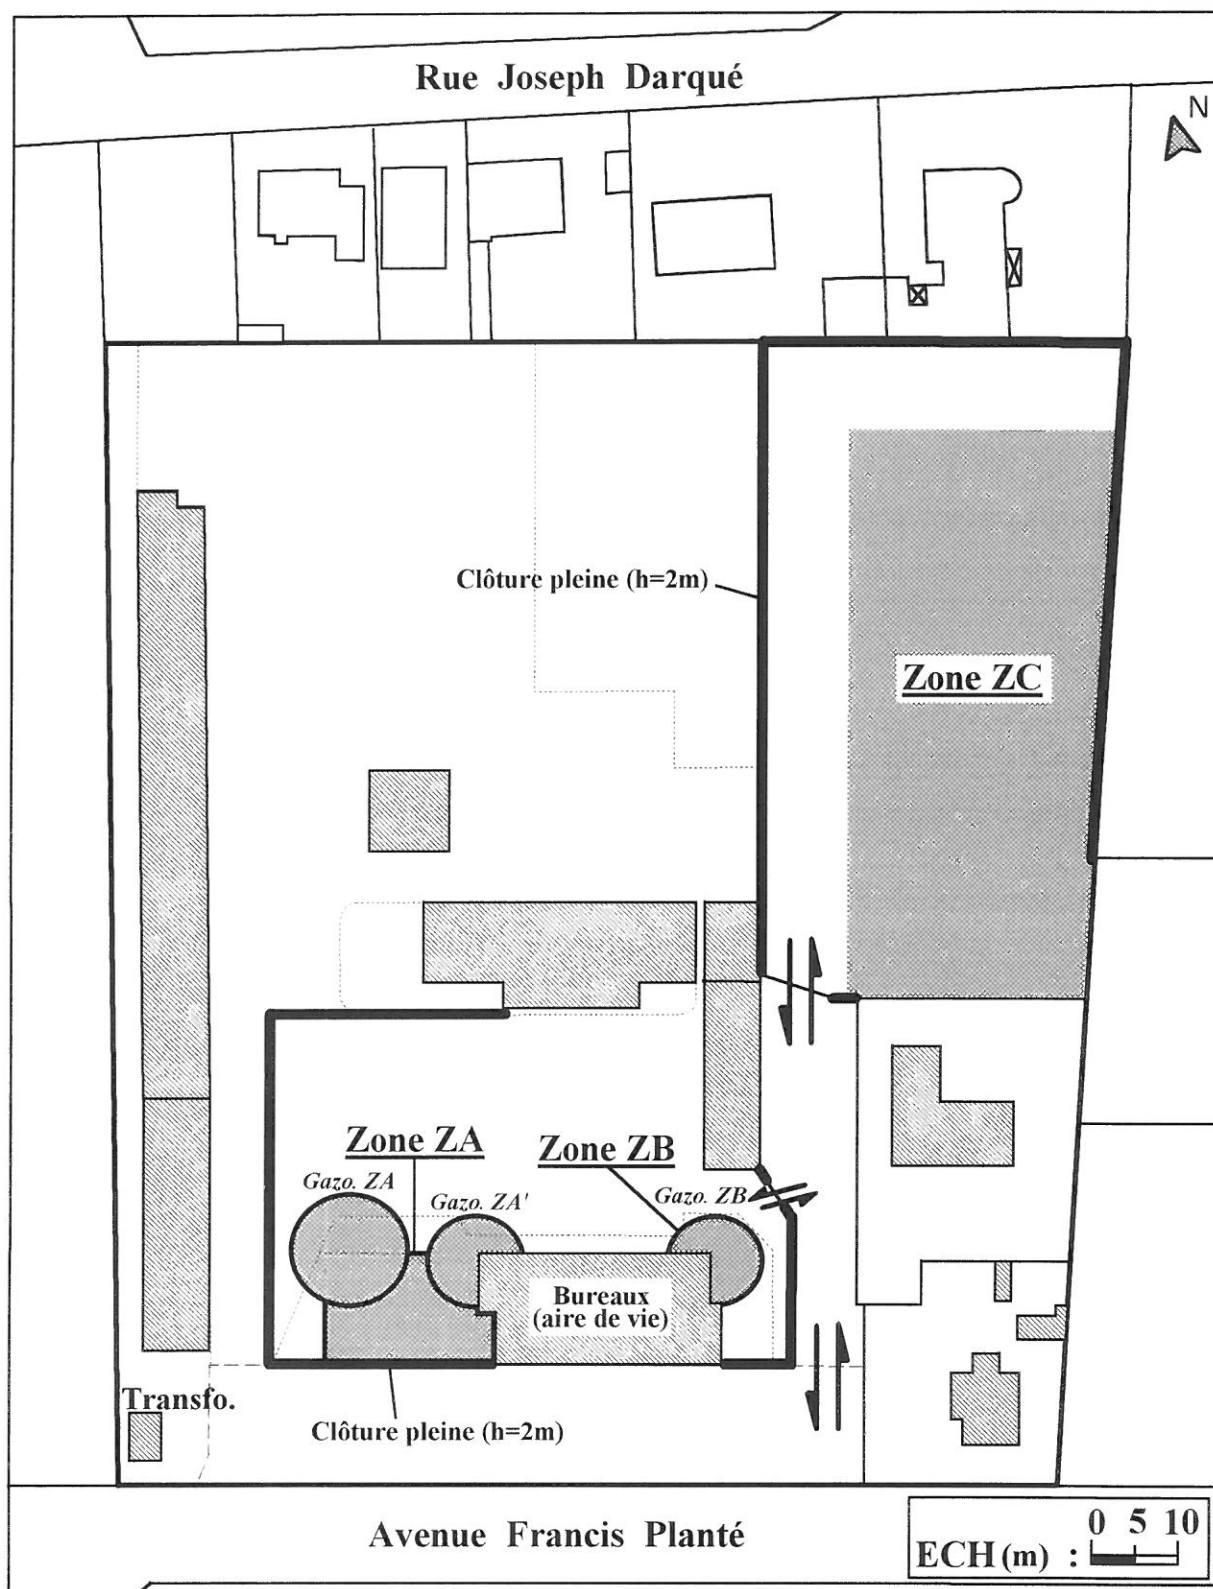 Rue Joseph Darqué
N
Clôture pleine (h=2m)
Zone ZC
Zone ZA
Zone ZB
Gazo. ZA
Gazo. ZA'
Gazo. ZB
Bureaux
(aire de vie)
Transfo.
Clôture pleine (h=2m)
Avenue Francis Planté
0 5 10
ECH (m) :